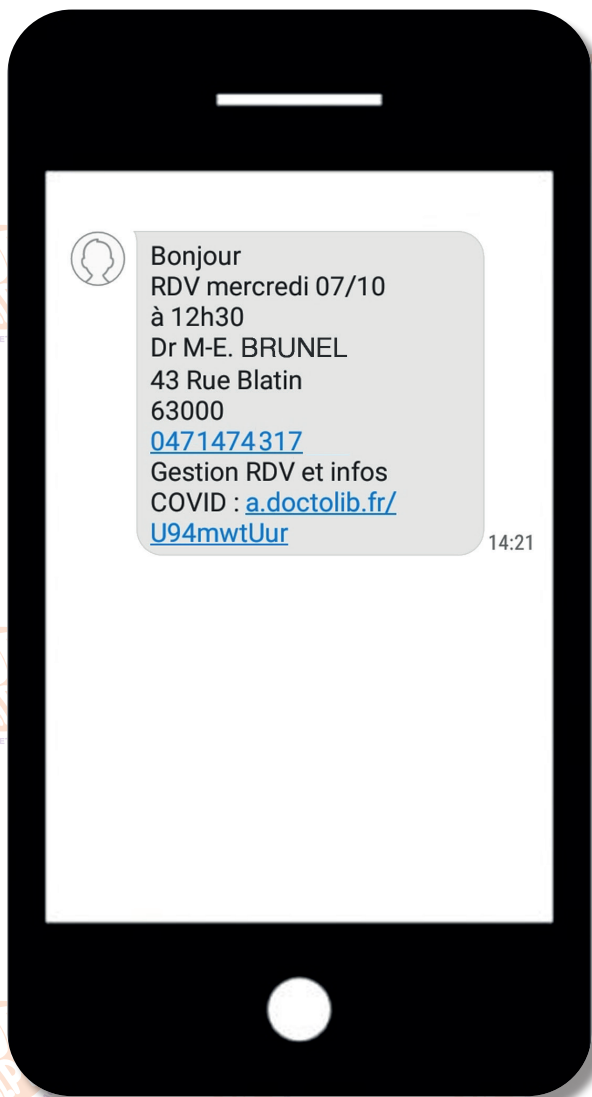 Bonjour
RDV mercredi 07/10
à 12h30
Dr M-E. BRUNEL
43 Rue Blatin
63000
0471474317
Gestion RDV et infos
COVID : a.doctolib.fr/
U94mwtUur
14:21